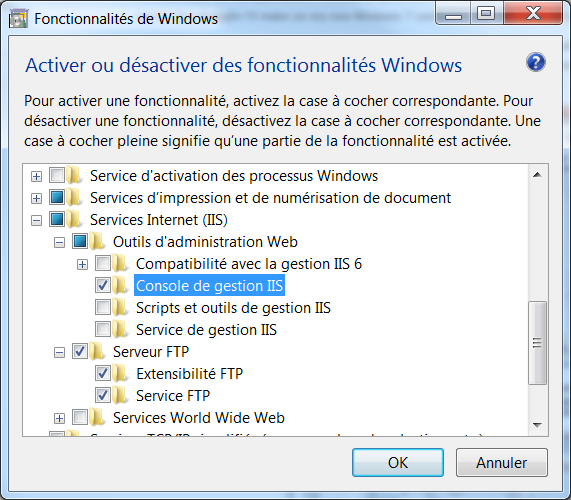 Fonctionnalités de Windows
Activer ou désactiver des fonctionnalités Windows
Pour activer une fonctionnalité, activez la case à cocher correspondante. Pour
désactiver une fonctionnalité, désactivez la case à cocher correspondante. Une
case à cocher pleine signifie qu'une partie de la fonctionnalité est activée.
Service d'activation des processus Windows
Services d'impression et de numérisation de document
Services Internet (IIS)
Outils d'administration Web
Compatibilité avec la gestion IIS 6
Console de gestion IIS
Scripts et outils de gestion IIS
Service de gestion IIS
Serveur FTP
Extensibilité FTP
Service FTP
Services World Wide Web
OK
Annuler